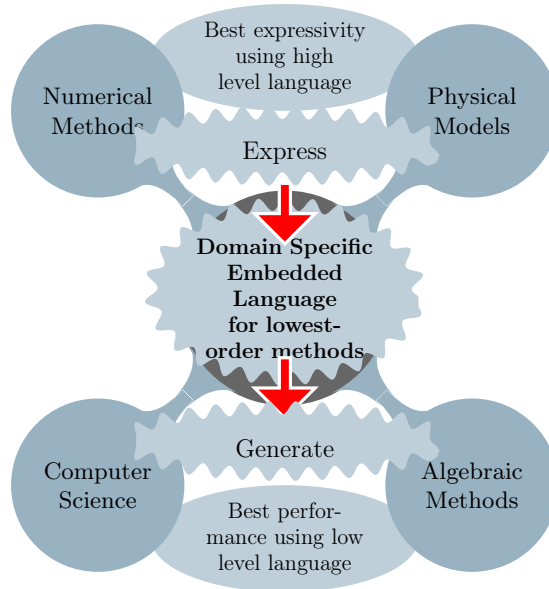 Best expressivity
using high
level language
Numerical
Methods
Physical
Models
Express
Domain Specific
Embedded
Language
for lowest-
order methods
Generate
Computer
Science
Algebraic
Methods
Best perfor-
mance using low
level language